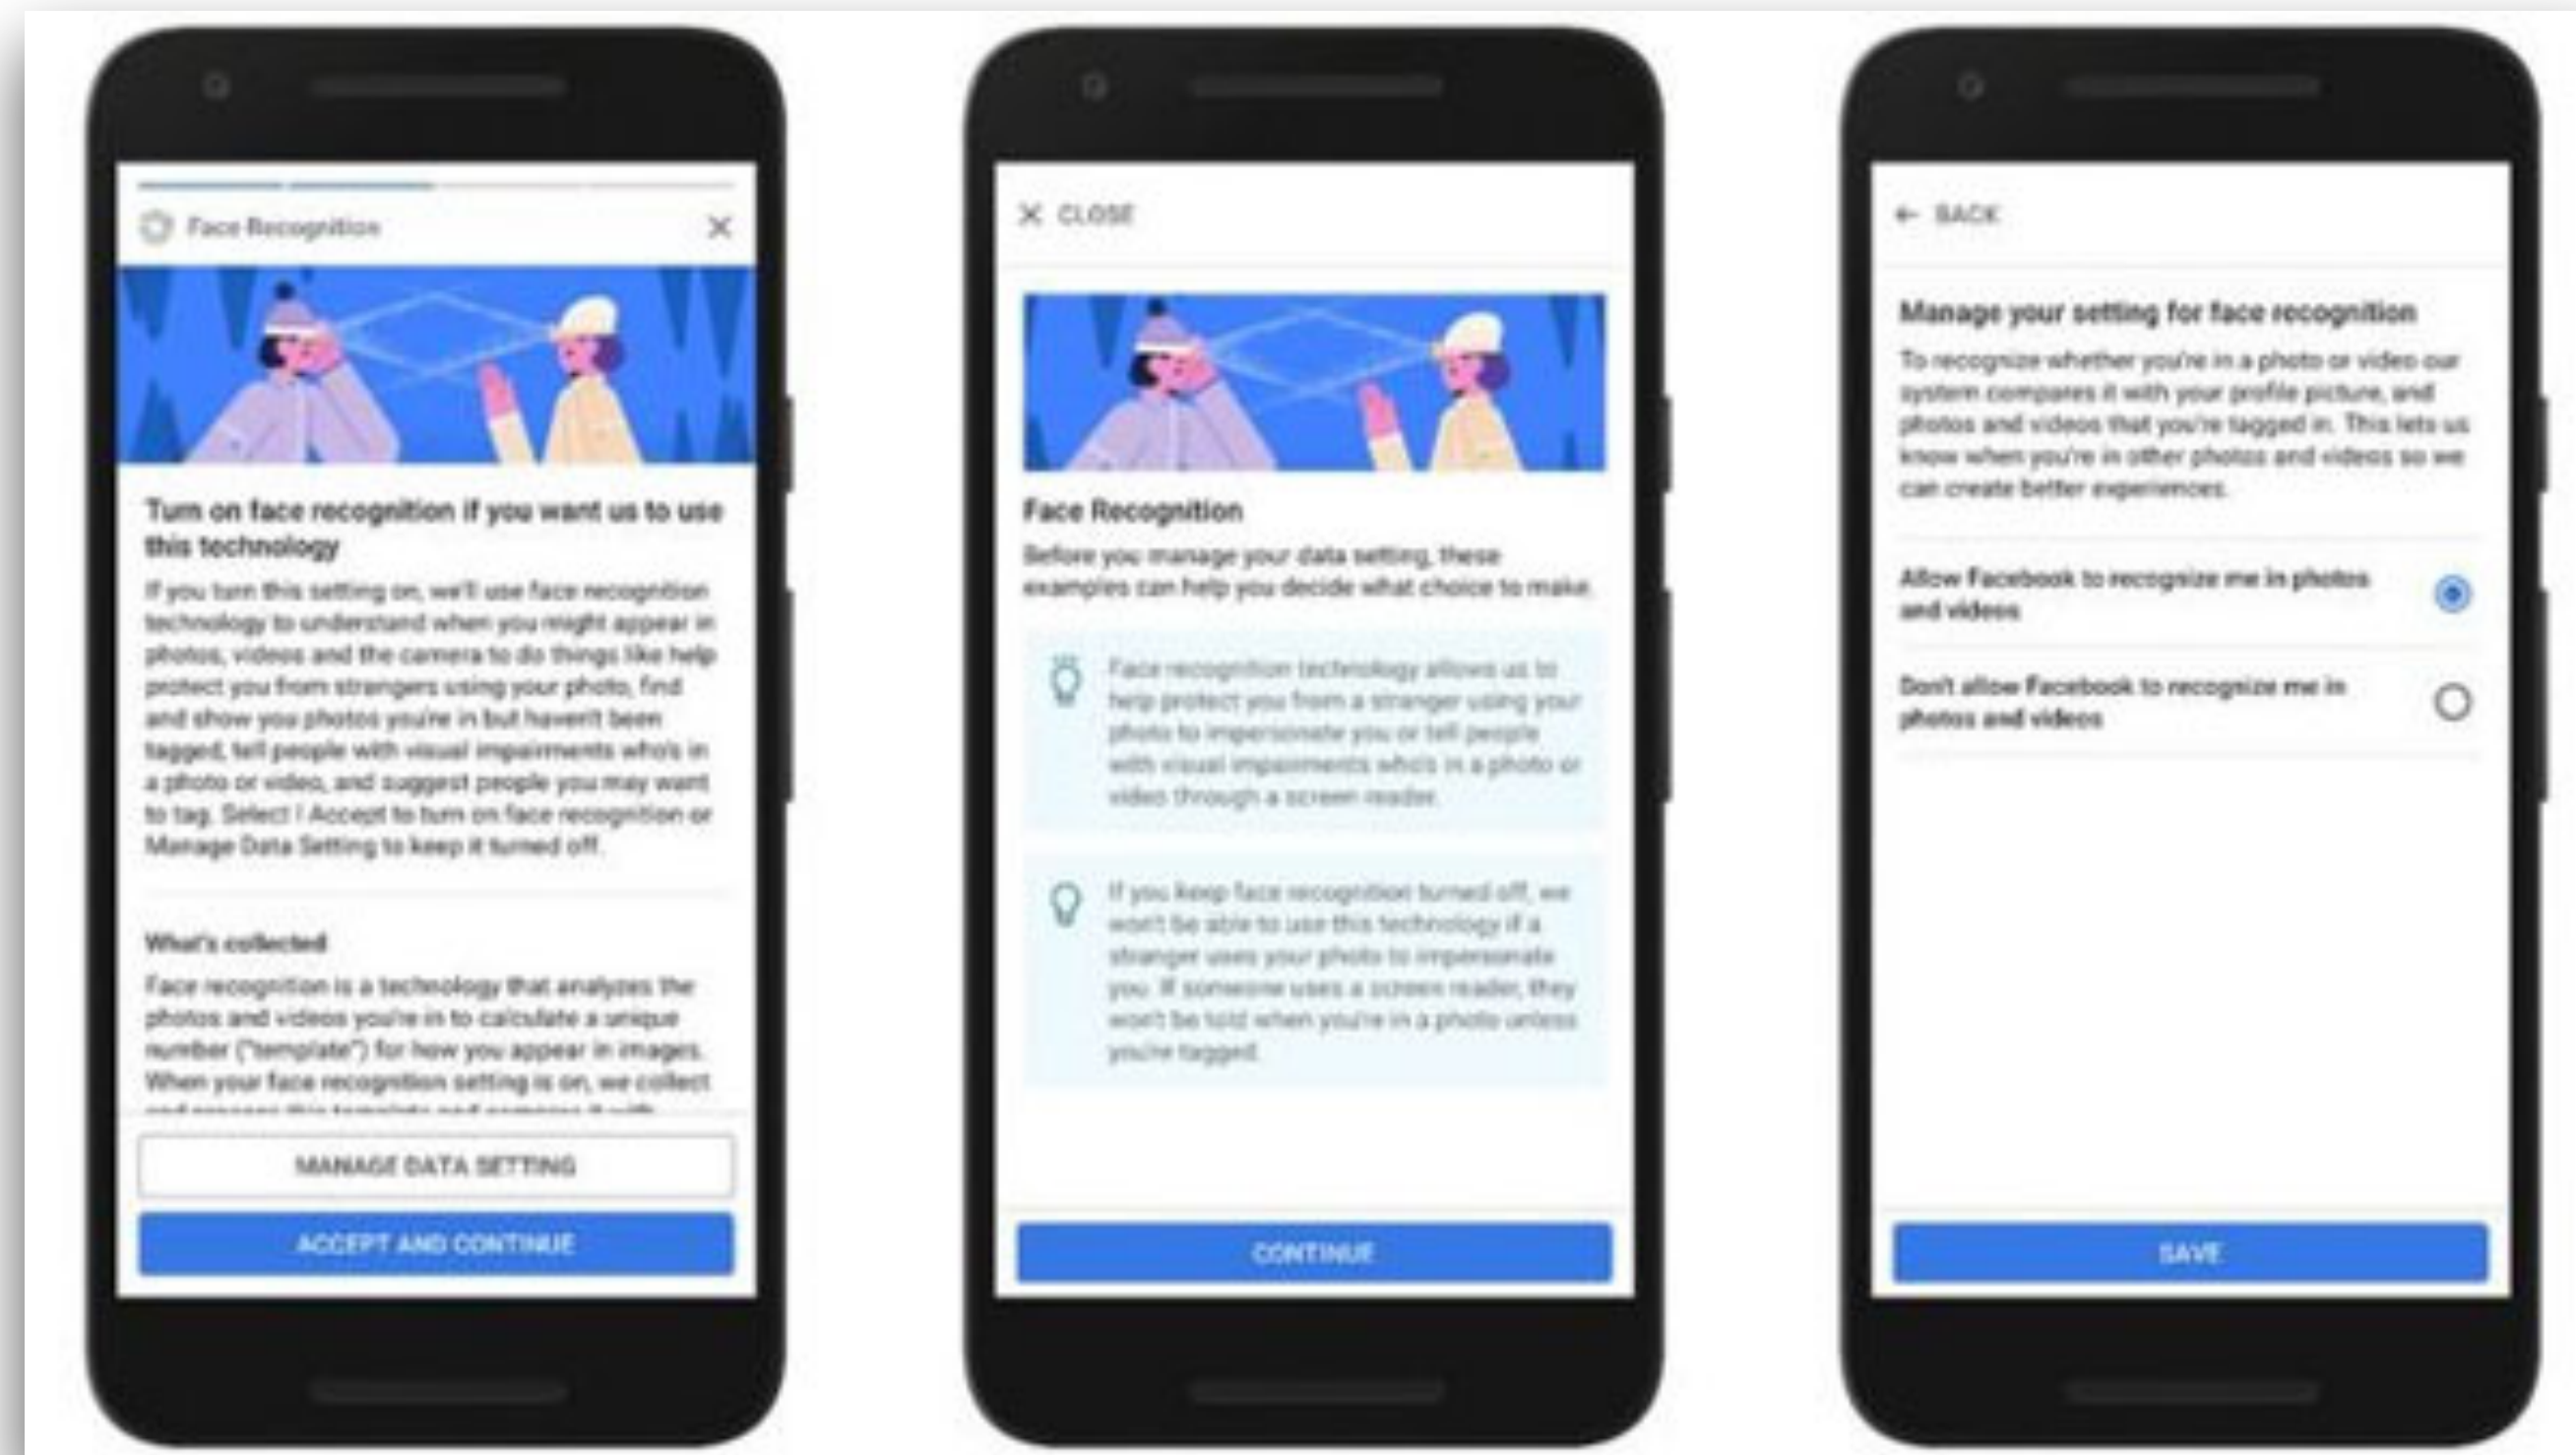 Face Recognition
Turn on face recognition if you want us to use
this technology
If you turn this setting on, we'll use face recognition
technology to understand when you might appear in
photos, videos and the camera to do things like help
protect you from strangers using your photo, find
and show you photos you're in but haven't been
tagged, tell people with visual impairments who's in
a photo or video, and suggest people you may want
to tag. Select I Accept to turn on face recognition or
Manage Data Setting to keep it turned off.
What's collected
Face recognition is a technology that analyzes the
photos and videos you're in to calculate a unique
number ("template") for how you appear in images.
When your face recognition setting is on, we collect
MANAGE DATA SETTING
ACCEPT AND CONTINUE
CLOSE
Face Recognition
Before you manage your data setting, these
examples can help you decide what choice to make.
Face recognition technology allows us to
help protect you from a stranger using your
photo to impersonate you or tell people
with visual impairments who's in a photo or
video through a screen reader.
If you keep face recognition turned off, we
won't be able to use this technology if a
stranger uses your photo to impersonate
you. If someone uses a screen reader, they
won't be told when you're in a photo unless
you're tagged.
CONTINUE
BACK
Manage your setting for face recognition
To recognize whether you're in a photo or video our
system compares it with your profile picture, and
photos and videos that you're tagged in. This lets us
know when you're in other photos and videos so we
can create better experiences.
Allow Facebook to recognize me in photos
and videos
Don't allow Facebook to recognize me in
photos and videos
SAVE